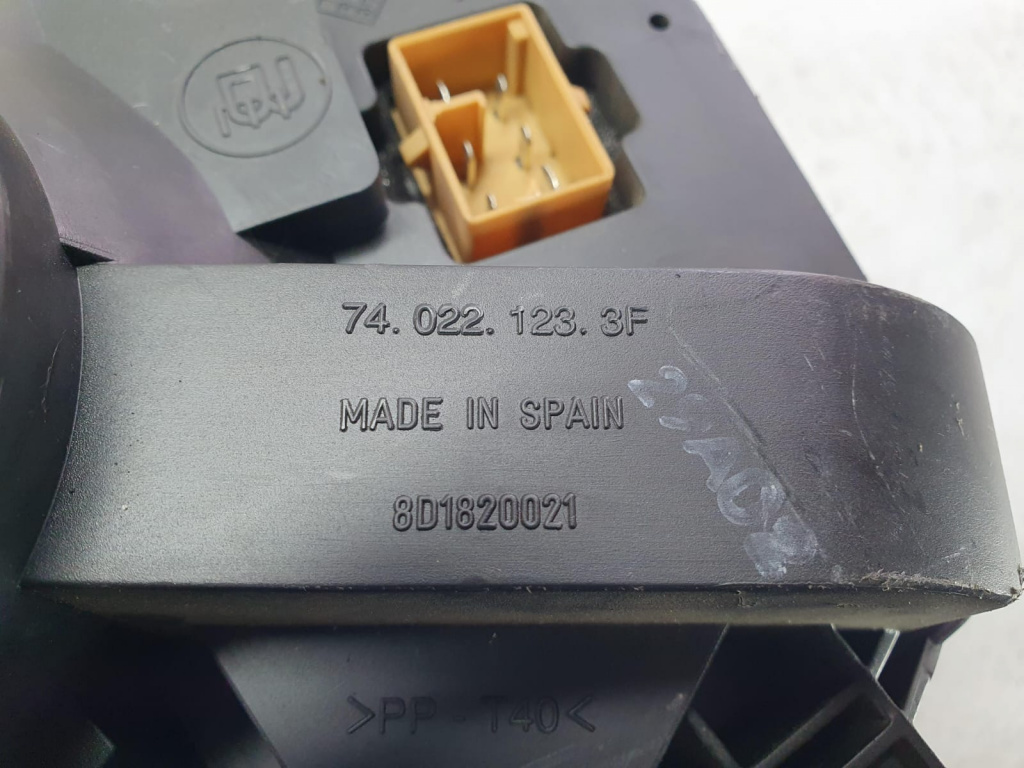 74. 022. 123. 3F
MADE IN SPAIN
8D1820021
>PP-T40<